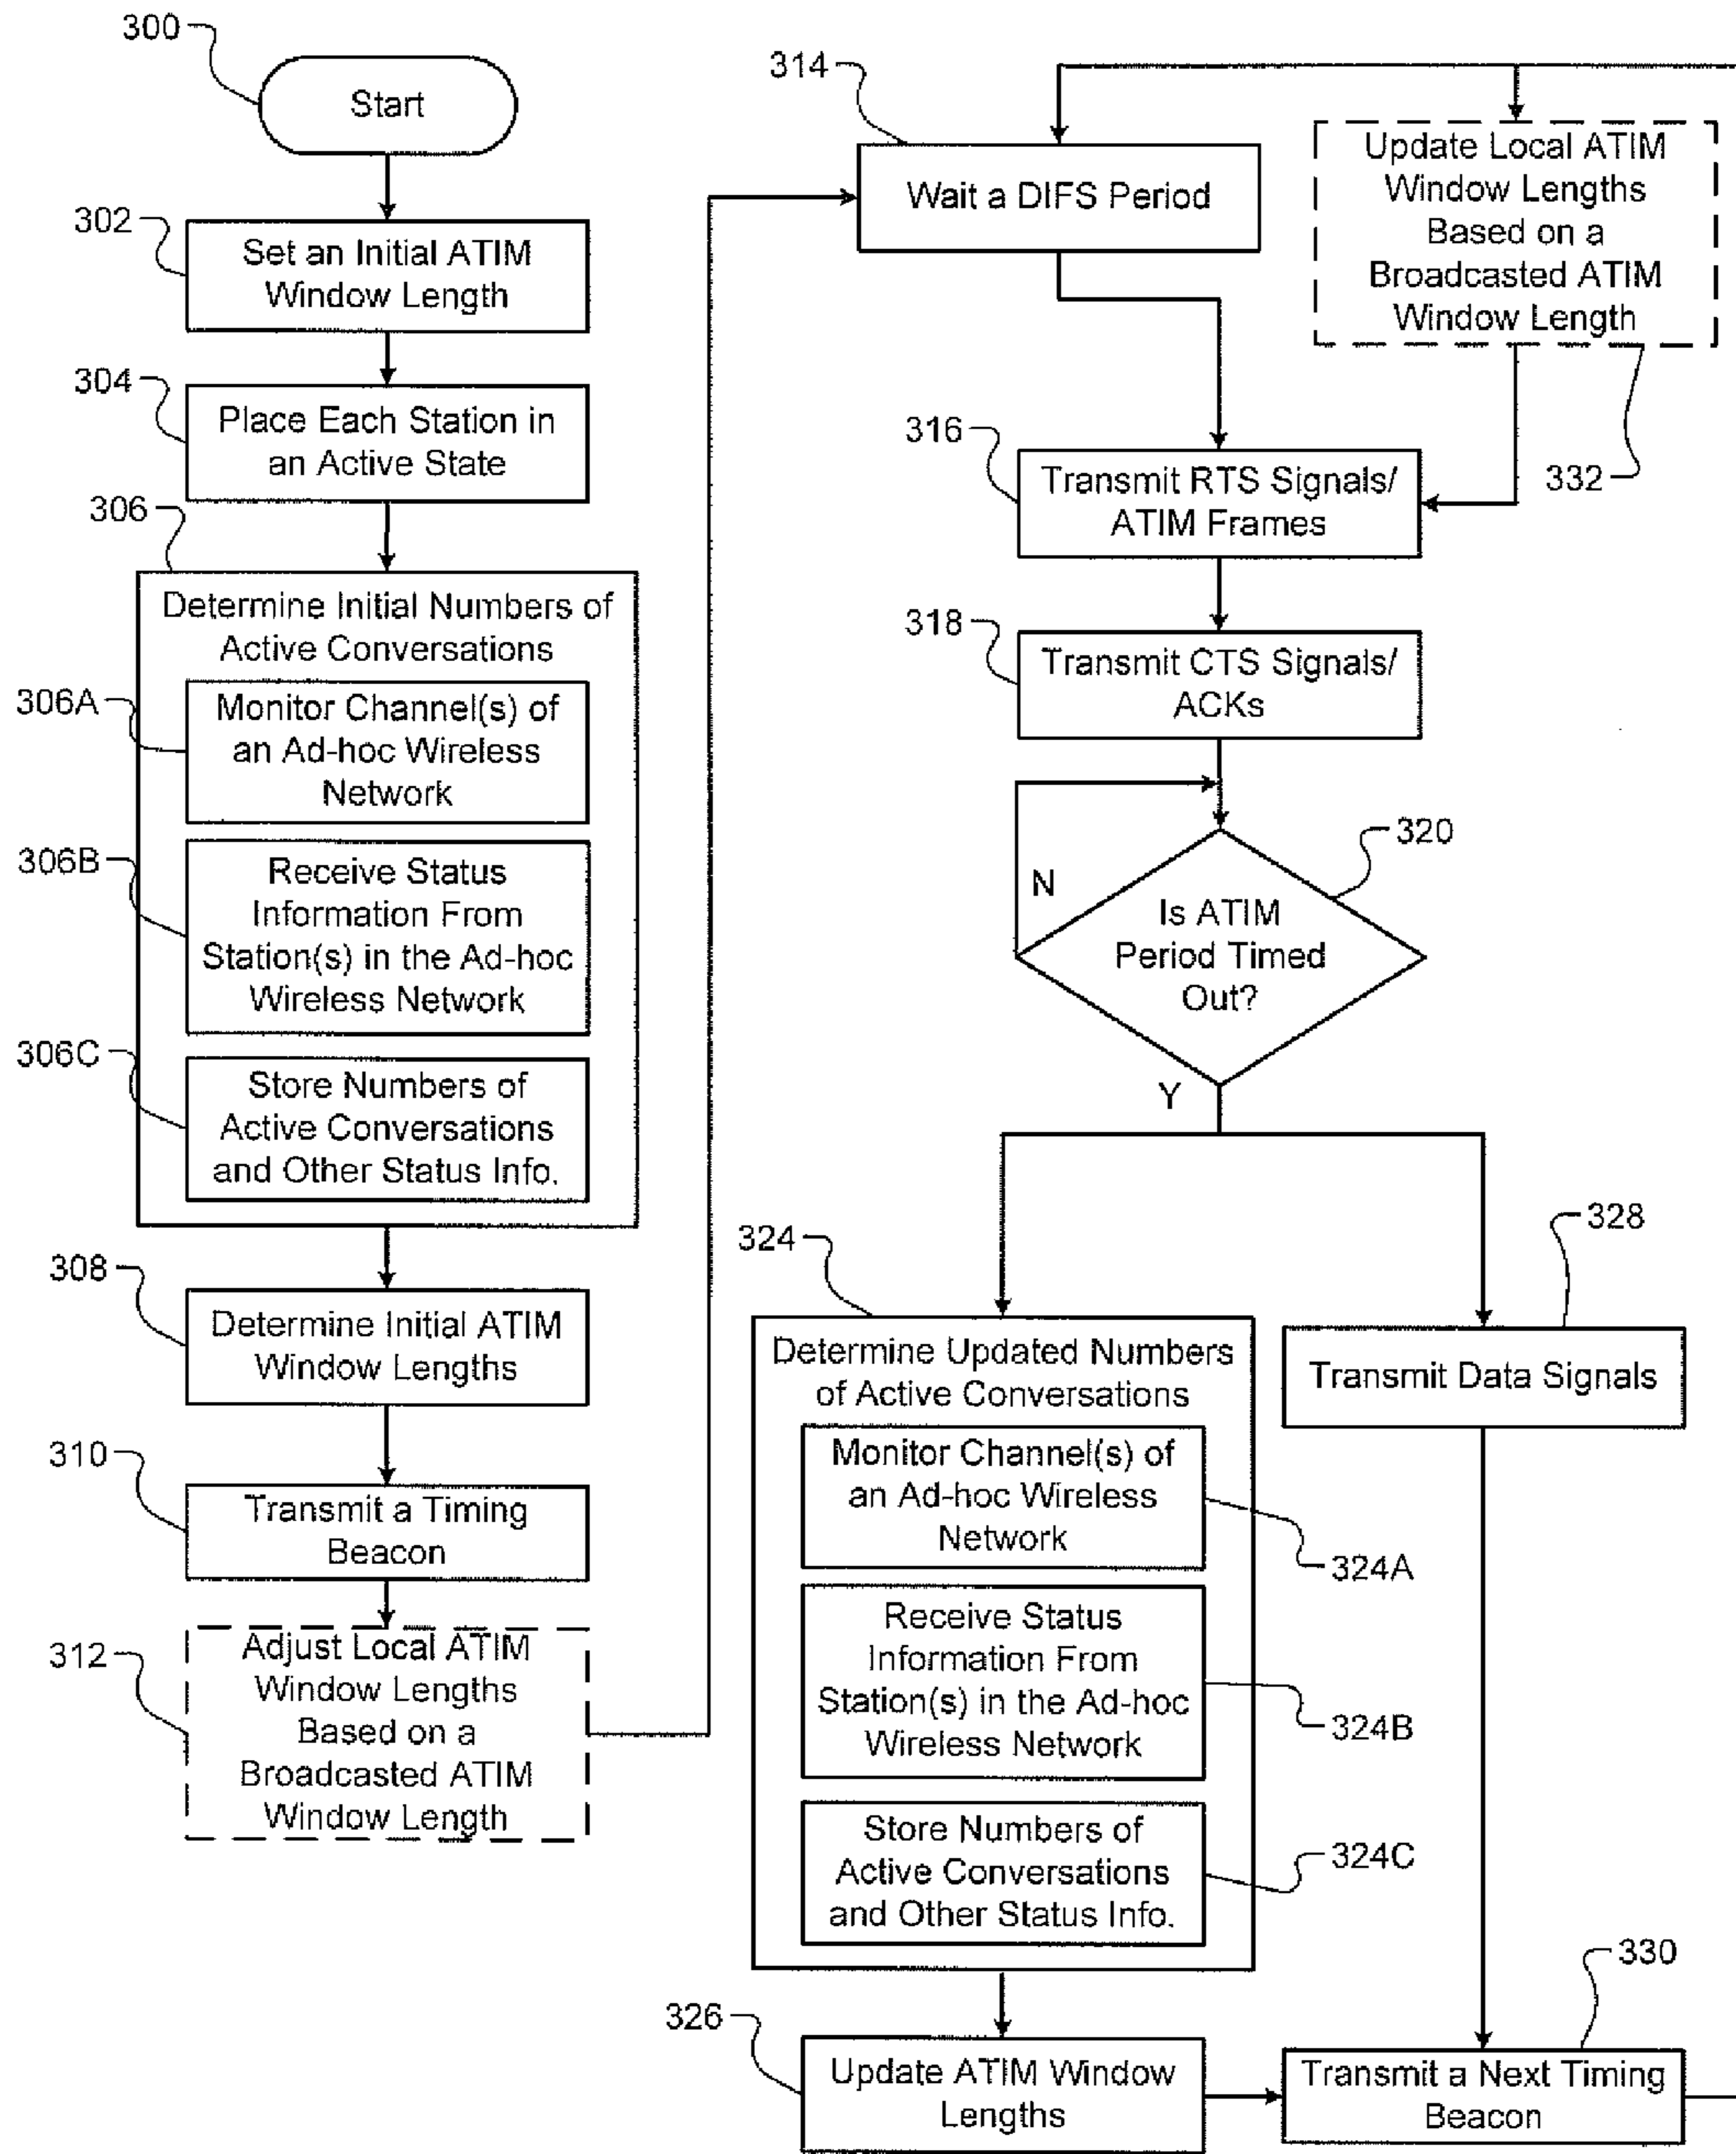 300
Start
302
Set an Initial ATIM
Window Length
304
Place Each Station in
an Active State
306
Determine Initial Numbers of
Active Conversations
306A
Monitor Channel(s) of
an Ad-hoc Wireless
Network
306B
Receive Status
Information From
Station(s) in the Ad-hoc
Wireless Network
306C
Store Numbers of
Active Conversations
and Other Status Info.
308
Determine Initial ATIM
Window Lengths
310
Transmit a Timing
Beacon
312
Adjust Local ATIM
Window Lengths
Based on a
Broadcasted ATIM
Window Length
314
Wait a DIFS Period
Update Local ATIM
Window Lengths
Based on a
Broadcasted ATIM
Window Length
332
316
Transmit RTS Signals/
ATIM Frames
318
Transmit CTS Signals/
ACKs
320
N
Is ATIM
Period Timed
Out?
Y
324
Determine Updated Numbers
of Active Conversations
Monitor Channel(s) of
an Ad-hoc Wireless
Network
324A
Receive Status
Information From
Station(s) in the Ad-hoc
Wireless Network
324B
Store Numbers of
Active Conversations
and Other Status Info.
324C
328
Transmit Data Signals
326
Update ATIM Window
Lengths
330
Transmit a Next Timing
Beacon